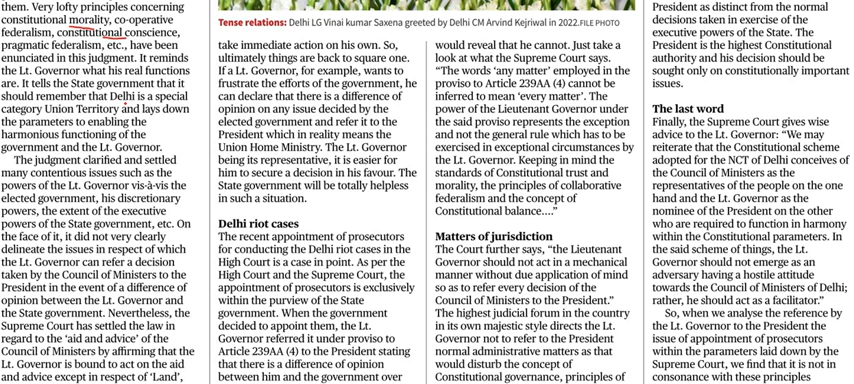 them. Very lofty principles concerning
constitutional morality, co-operative
federalism, constitutional conscience,
pragmatic federalism, etc., have been
enunciated in this judgment. It reminds
the Lt. Governor what his real functions
are. It tells the State government that it
should remember that Delhi is a special
category Union Territory and lays down
the parameters to enabling the
harmonious functioning of the
government and the Lt. Governor.
The judgment clarified and settled
many contentious issues such as the
powers of the Lt. Governor vis-à-vis the
elected government, his discretionary
powers, the extent of the executive
powers of the State government, etc. On
the face of it, it did not very clearly
delineate the issues in respect of which
the Lt. Governor can refer a decision
taken by the Council of Ministers to the
President in the event of a difference of
opinion between the Lt. Governor and
the State government. Nevertheless, the
Supreme Court has settled the law in
regard to the 'aid and advice' of the
Council of Ministers by affirming that the
Lt. Governor is bound to act on the aid
and advice except in respect of 'Land',
Tense relations: Delhi LG Vinai kumar Saxena greeted by Delhi CM Arvind Kejriwal in 2022.FILE PHOTO
take immediate action on his own. So,
ultimately things are back to square one.
If a Lt. Governor, for example, wants to
frustrate the efforts of the government, he
can declare that there is a difference of
opinion on any issue decided by the
elected government and refer it to the
President which in reality means the
Union Home Ministry. The Lt. Governor
being its representative, it is easier for
him to secure a decision in his favour. The
State government will be totally helpless
in such a situation.
Delhi riot cases
The recent appointment of prosecutors
for conducting the Delhi riot cases in the
High Court is a case in point. As per the
High Court and the Supreme Court, the
appointment of prosecutors is exclusively
within the purview of the State
government. When the government
decided to appoint them, the Lt.
Governor referred it under proviso to
Article 239AA (4) to the President stating
that there is a difference of opinion
between him and the government over
would reveal that he cannot. Just take a
look at what the Supreme Court says.
"The words 'any matter' employed in the
proviso to Article 239AA (4) cannot be
inferred to mean 'every matter'. The
power of the Lieutenant Governor under
the said proviso represents the exception
and not the general rule which has to be
exercised in exceptional circumstances by
the Lt. Governor. Keeping in mind the
standards of Constitutional trust and
morality, the principles of collaborative
federalism and the concept of
Constitutional balance...."
Matters of jurisdiction
The Court further says, "the Lieutenant
Governor should not act in a mechanical
manner without due application of mind
so as to refer every decision of the
Council of Ministers to the President."
The highest judicial forum in the country
in its own majestic style directs the Lt.
Governor not to refer to the President
normal administrative matters as that
would disturb the concept of
Constitutional governance, principles of
President as distinct from the normal
decisions taken in exercise of the
executive powers of the State. The
President is the highest Constitutional
authority and his decision should be
sought only on constitutionally important
issues.
The last word
Finally, the Supreme Court gives wise
advice to the Lt. Governor: "We may
reiterate that the Constitutional scheme
adopted for the NCT of Delhi conceives of
the Council of Ministers as the
representatives of the people on the one
hand and the Lt. Governor as the
nominee of the President on the other
who are required to function in harmony
within the Constitutional parameters. In
the said scheme of things, the Lt.
Governor should not emerge as an
adversary having a hostile attitude
towards the Council of Ministers of Delhi;
rather, he should act as a facilitator."
So, when we analyse the reference by
the Lt. Governor to the President the
issue of appointment of prosecutors
within the parameters laid down by the
Supreme Court, we find that it is not in
consonance with these principles